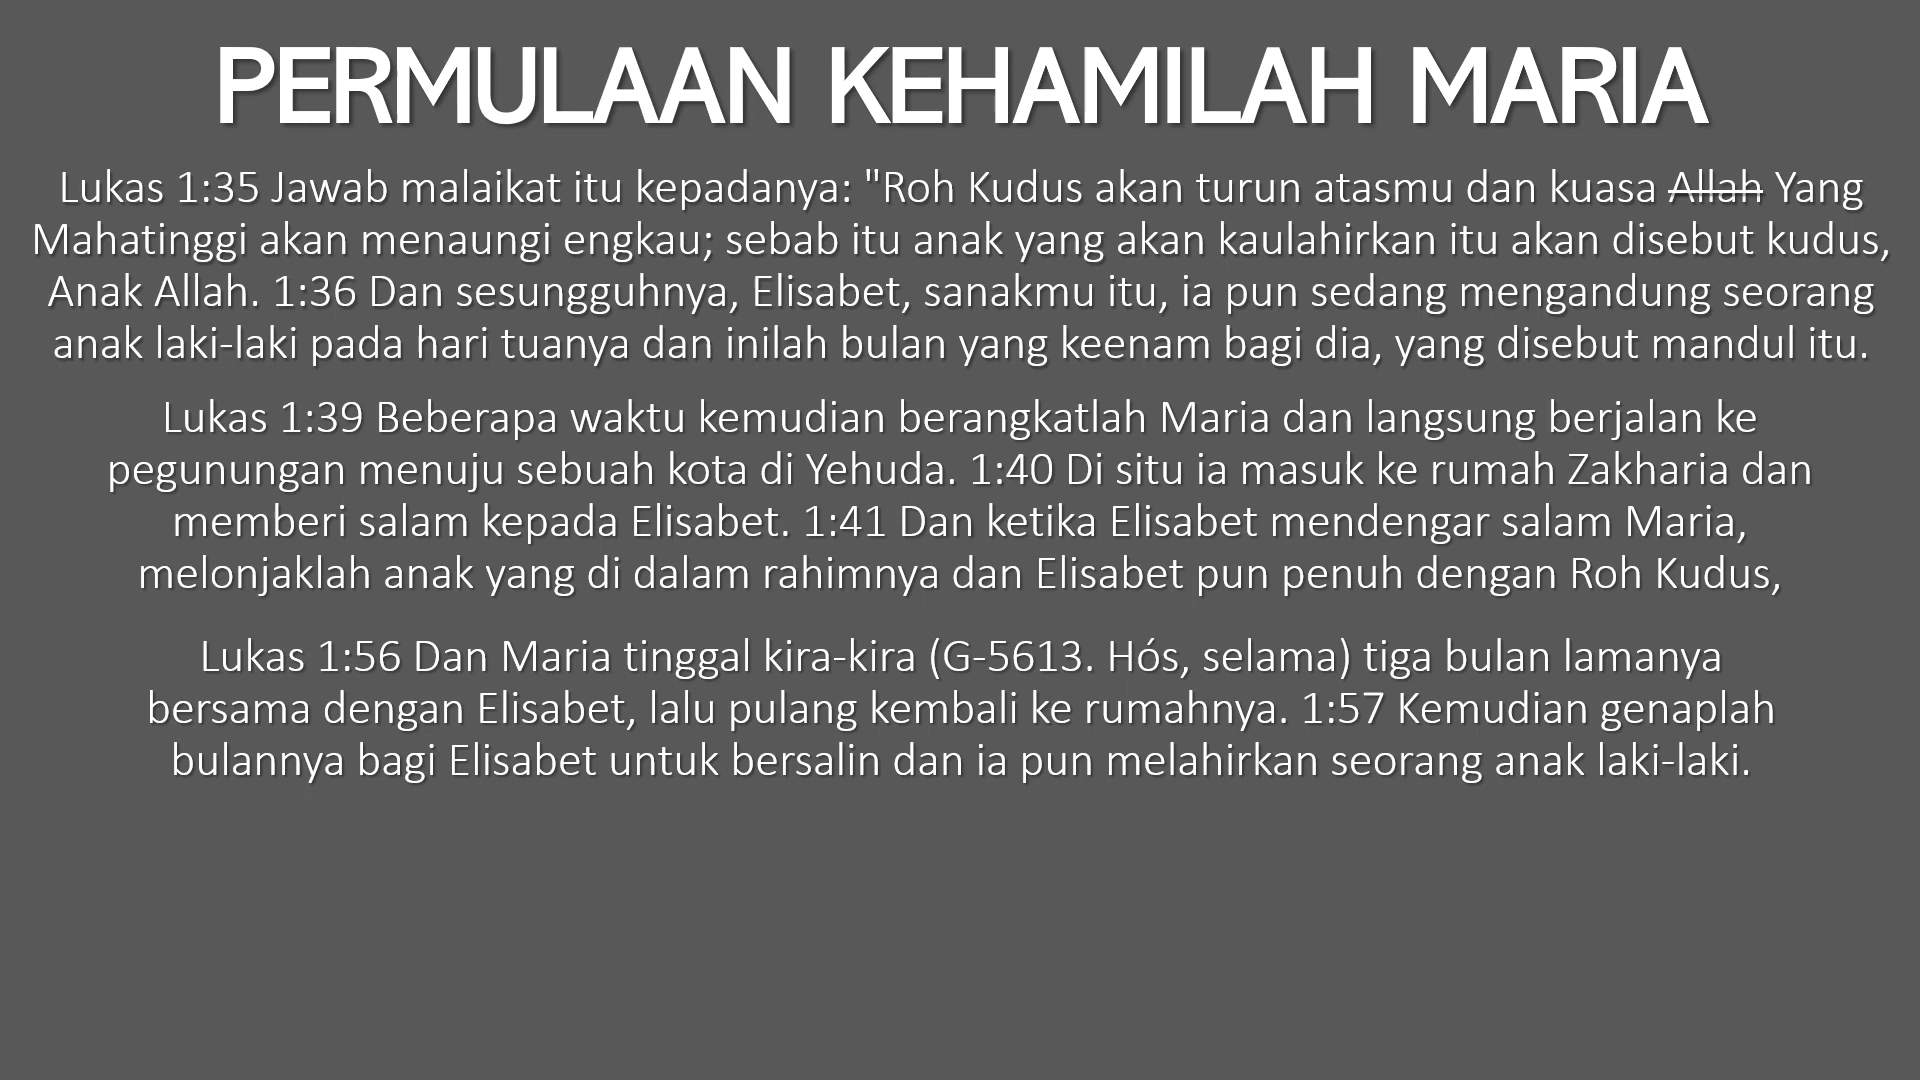 PERMULAAN KEHAMILAH MARIA
Lukas 1:35 Jawab malaikat itu kepadanya: "Roh Kudus akan turun atasmu dan kuasa Allah Yang
Mahatinggi akan menaungi engkau; sebab itu anak yang akan kaulahirkan itu akan disebut kudus,
Anak Allah. 1:36 Dan sesungguhnya, Elisabet, sanakmu itu, ia pun sedang mengandung seorang
anak laki-laki pada hari tuanya dan inilah bulan yang keenam bagi dia, yang disebut mandul itu.
Lukas 1:39 Beberapa waktu kemudian berangkatlah Maria dan langsung berjalan ke
pegunungan menuju sebuah kota di Yehuda. 1:40 Di situ ia masuk ke rumah Zakharia dan
memberi salam kepada Elisabet. 1:41 Dan ketika Elisabet mendengar salam Maria,
melonjaklah anak yang di dalam rahimnya dan Elisabet pun penuh dengan Roh Kudus,
Lukas 1:56 Dan Maria tinggal kira-kira (G-5613. Hós, selama) tiga bulan lamanya
bersama dengan Elisabet, lalu pulang kembali ke rumahnya. 1:57 Kemudian genaplah
bulannya bagi Elisabet untuk bersalin dan ia pun melahirkan seorang anak laki-laki.